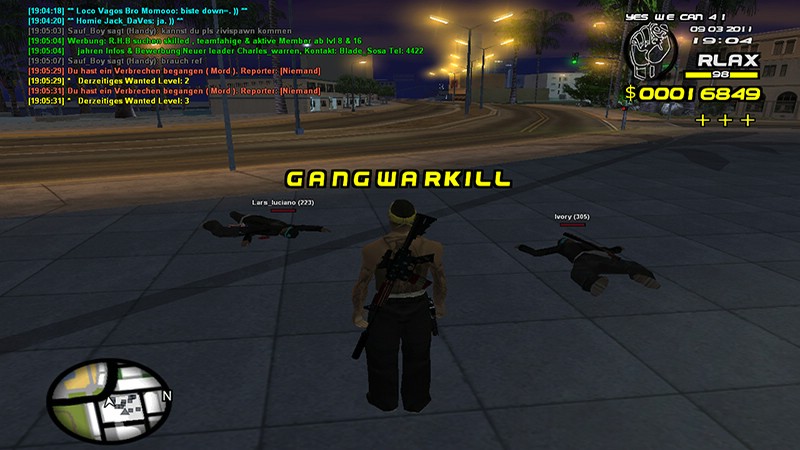 [19:04:18] ** Loco Vagos Bro Momooo: biste down=, )) **
[19:04:20] ** Homie Jack_DaVes: ja. )) **
[19:05:03] Sauf_Boy sagt (Handy): kannst du pls zivispawn kommen
[19:05:04] Werbung: R.H.B suchen skilled , teamfähige & aktive Member ab lvl 8 & 16
[19:05:04] jahren Infos & Bewerbung Neuer leader Charles_warren, Kontakt: Blade_Sosa Tel: 4422
[19:05:07] Sauf_Boy sagt (Handy): brauch ref
[19:05:29] Du hast ein Verbrechen begangen ( Mord ). Reporter: [Niemand]
[19:05:29] * Derzeitiges Wanted Level: 2
[19:05:31] Du hast ein Verbrechen begangen ( Mord ). Reporter: [Niemand]
[19:05:31] * Derzeitiges Wanted Level: 3
YES WE CAN 41
09 03 2011
19:04
RLAX
98
$00016849
GANGWARKILL
Lars_luciano (223)
Ivory (305)
N